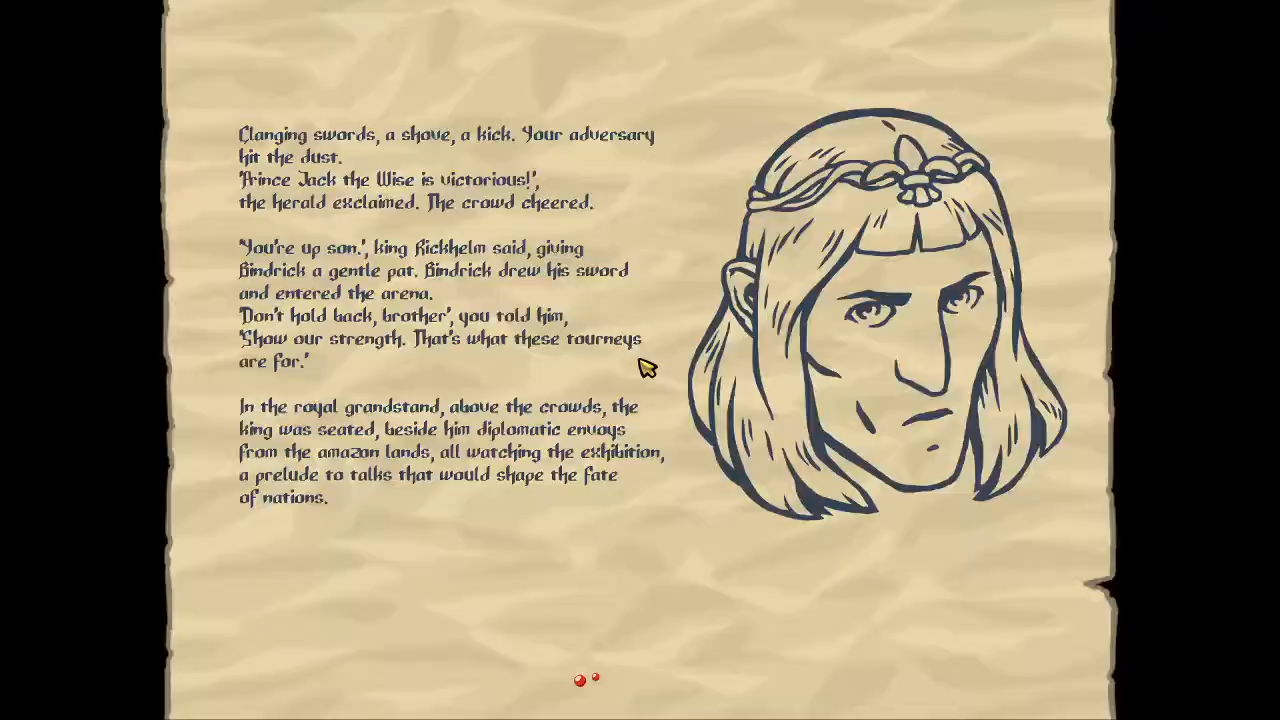 Clanging swords, a shove, a kick. Your adversary
hit the dust.
'Prince Jack the Wise is victorious!',
the herald exclaimed. The crowd cheered.
'You're up son.', king Rickhelm said, giving
Bindrick a gentle pat. Bindrick drew his sword
and entered the arena.
'Don't hold back, brother', you told him,
'Show our strength. That's what these tourneys
are for.'
In the royal grandstand, above the crowds, the
king was seated, beside him diplomatic envoys
from the amazon lands, all watching the exhibition,
a prelude to talks that would shape the fate
of nations.